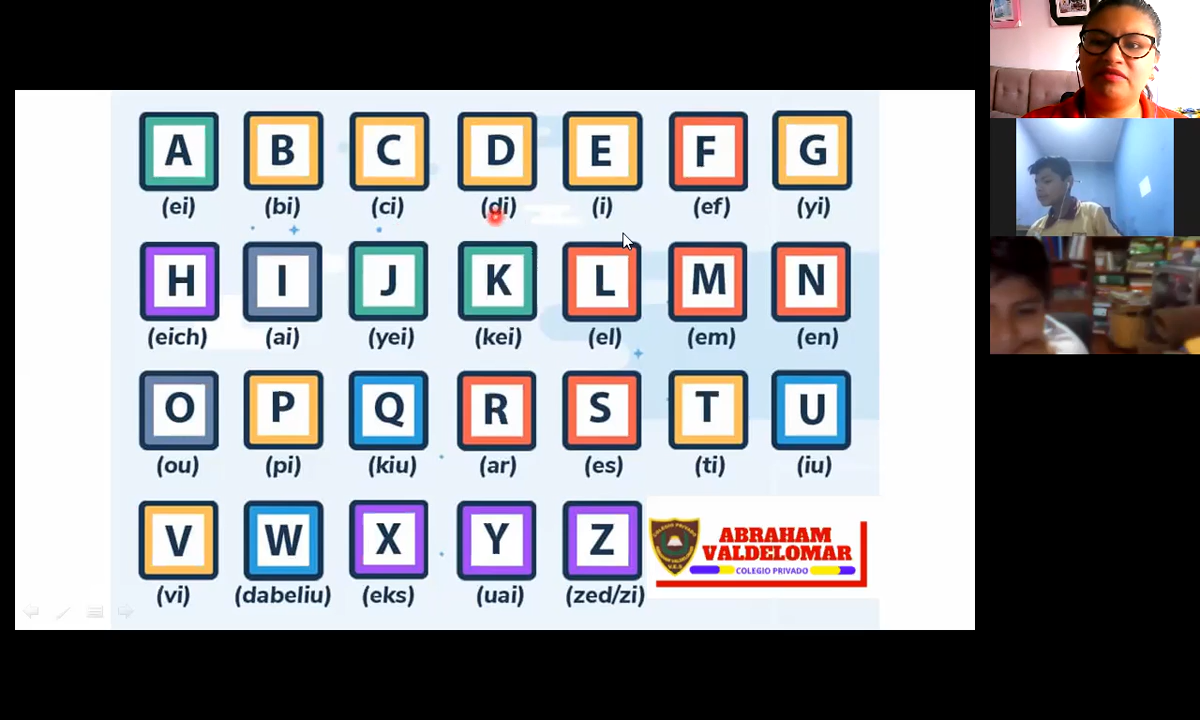 A B C D E F G
(ei) (bi) (ci) (di) (i) (ef) (yi)
H I J K L M N
(eich) (ai) (yei) (kei) (el) (em) (en)
O P Q R S T U
(ou) (pi) (kiu) (ar) (es) (ti) (iu)
V W X Y Z
(vi) (dabeliu) (eks) (uai) (zed/zi)
ABRAHAM
VALDELOMAR
COLEGIO PRIVADO